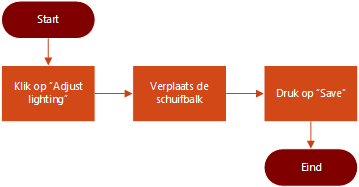 Start
Klik op “Adjust
lighting”
Verplaats de
schuifbalk
Druk op “Save”
Eind